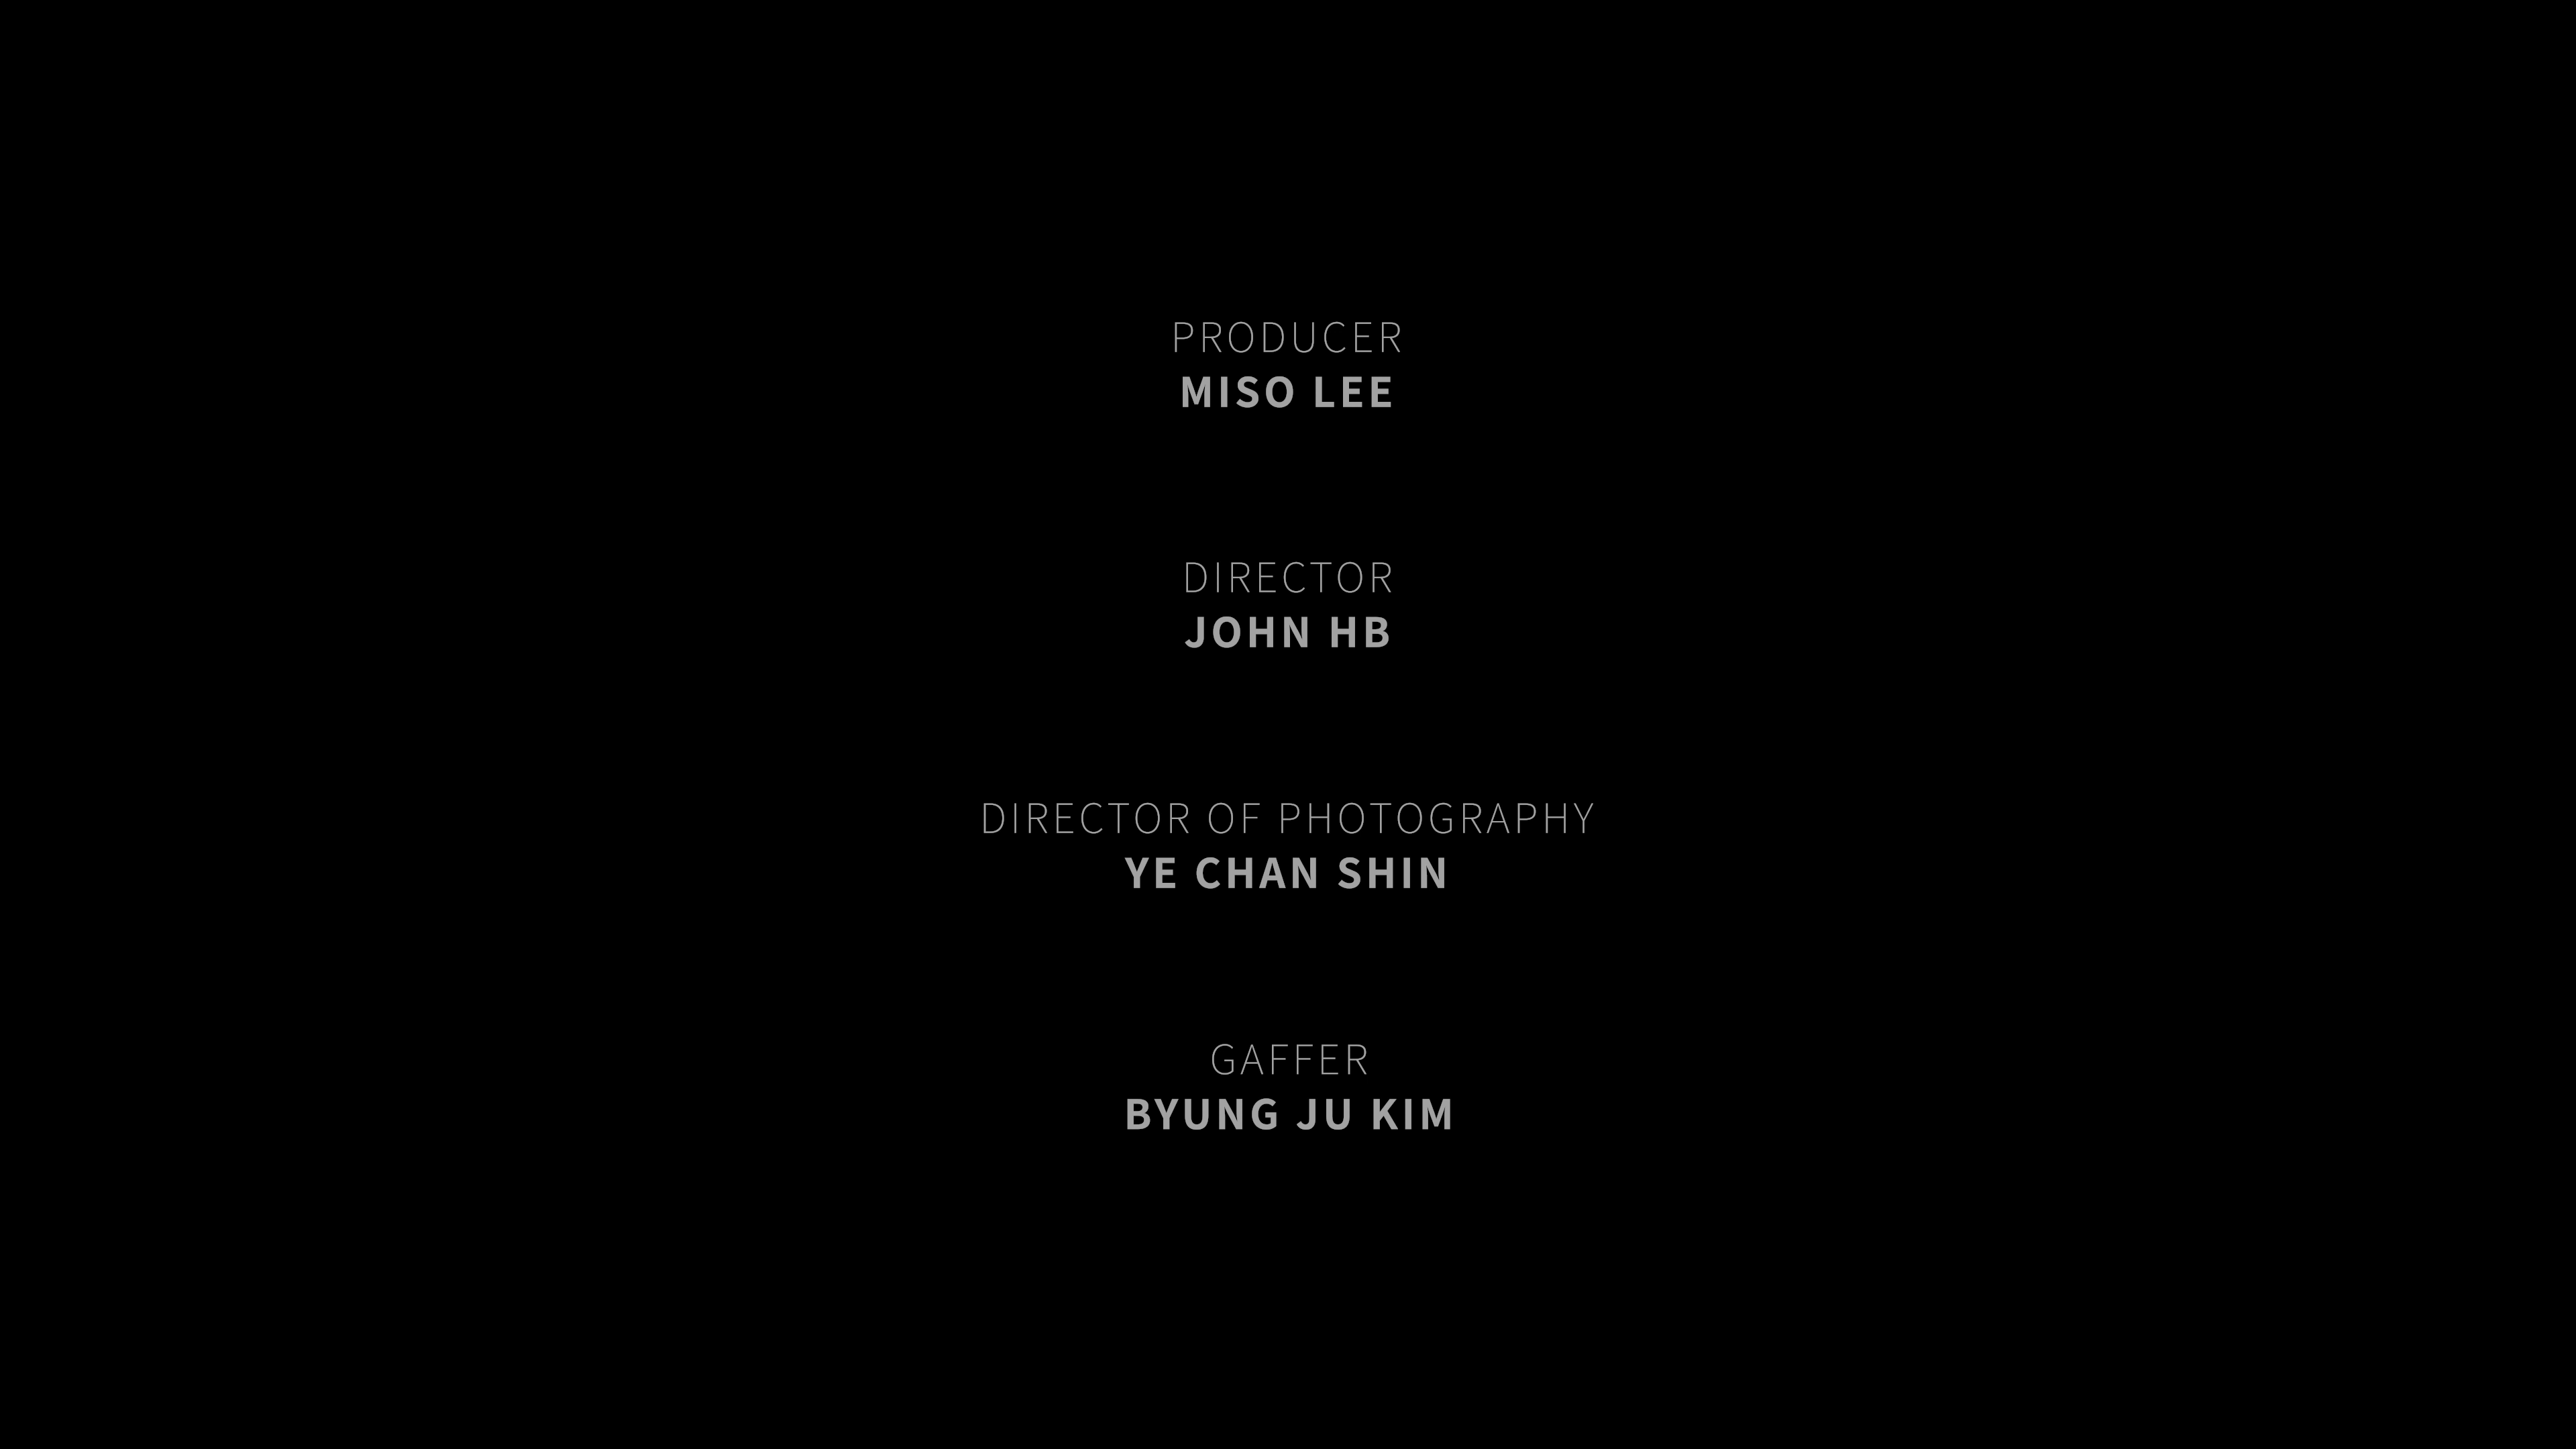 PRODUCER
MISO LEE
DIRECTOR
JOHN HB
DIRECTOR OF PHOTOGRAPHY
YE CHAN SHIN
GAFFER
BYUNG JU KIM